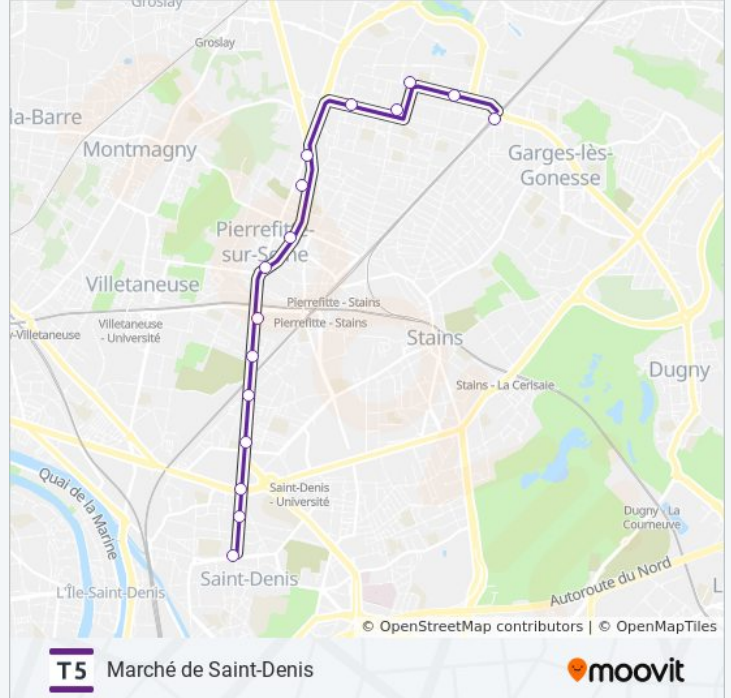 Groslay
Groslay
la-Barre
Montmagny
Garges-lès-
Gonesse
Pierrefitte-
sur-Seine
Villetaneuse
Pierrefitte - Stains
Villetaneuse
- Université
Pierrefitte - Stains
y-Villetaneuse
Stains
Dugny
Stains - La Cerisaie
Quai de la Marine
Saint-Denis
- Université
Dugny - La
Courneuve
Saint-Denis
L'Île-Saint-Denis
Autoroute du Nord
L
© OpenStreetMap contributors | © OpenMapTiles
T5 Marché de Saint-Denis
moovit